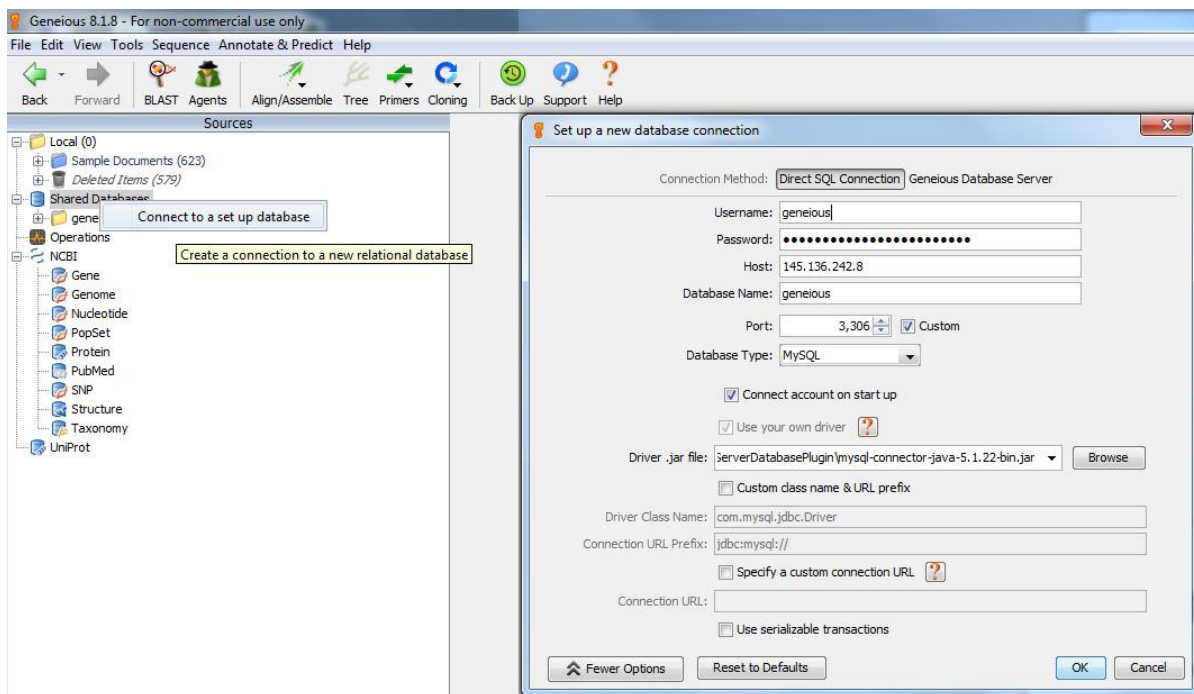 Geneious 8.1.8 - For non-commercial use only
File Edit View Tools Sequence Annotate & Predict Help
Back Forward BLAST Agents Align/Assemble Tree Primers Cloning Back Up Support Help
Sources
Local (0)
Sample Documents (623)
Deleted Items (579)
Shared Databases
gene
Connect to a set up database
Operations
Create a connection to a new relational database
NCBI
Gene
Genome
Nucleotide
PopSet
Protein
PubMed
SNP
Structure
Taxonomy
UniProt
Set up a new database connection
Connection Method: Direct SQL Connection Geneious Database Server
Username: geneious
Password: ••••••••••••••••••••••••
Host: 145.136.242.8
Database Name: geneious
Port: 3,306 Custom
Database Type: MySQL
Connect account on start up
Use your own driver ?
Driver .jar file: ServerDatabasePlugin\mysql-connector-java-5.1.22-bin.jar Browse
Custom class name & URL prefix
Driver Class Name: com.mysql.jdbc.Driver
Connection URL Prefix: jdbc:mysql://
Specify a custom connection URL ?
Connection URL:
Use serializable transactions
Fewer Options Reset to Defaults OK Cancel